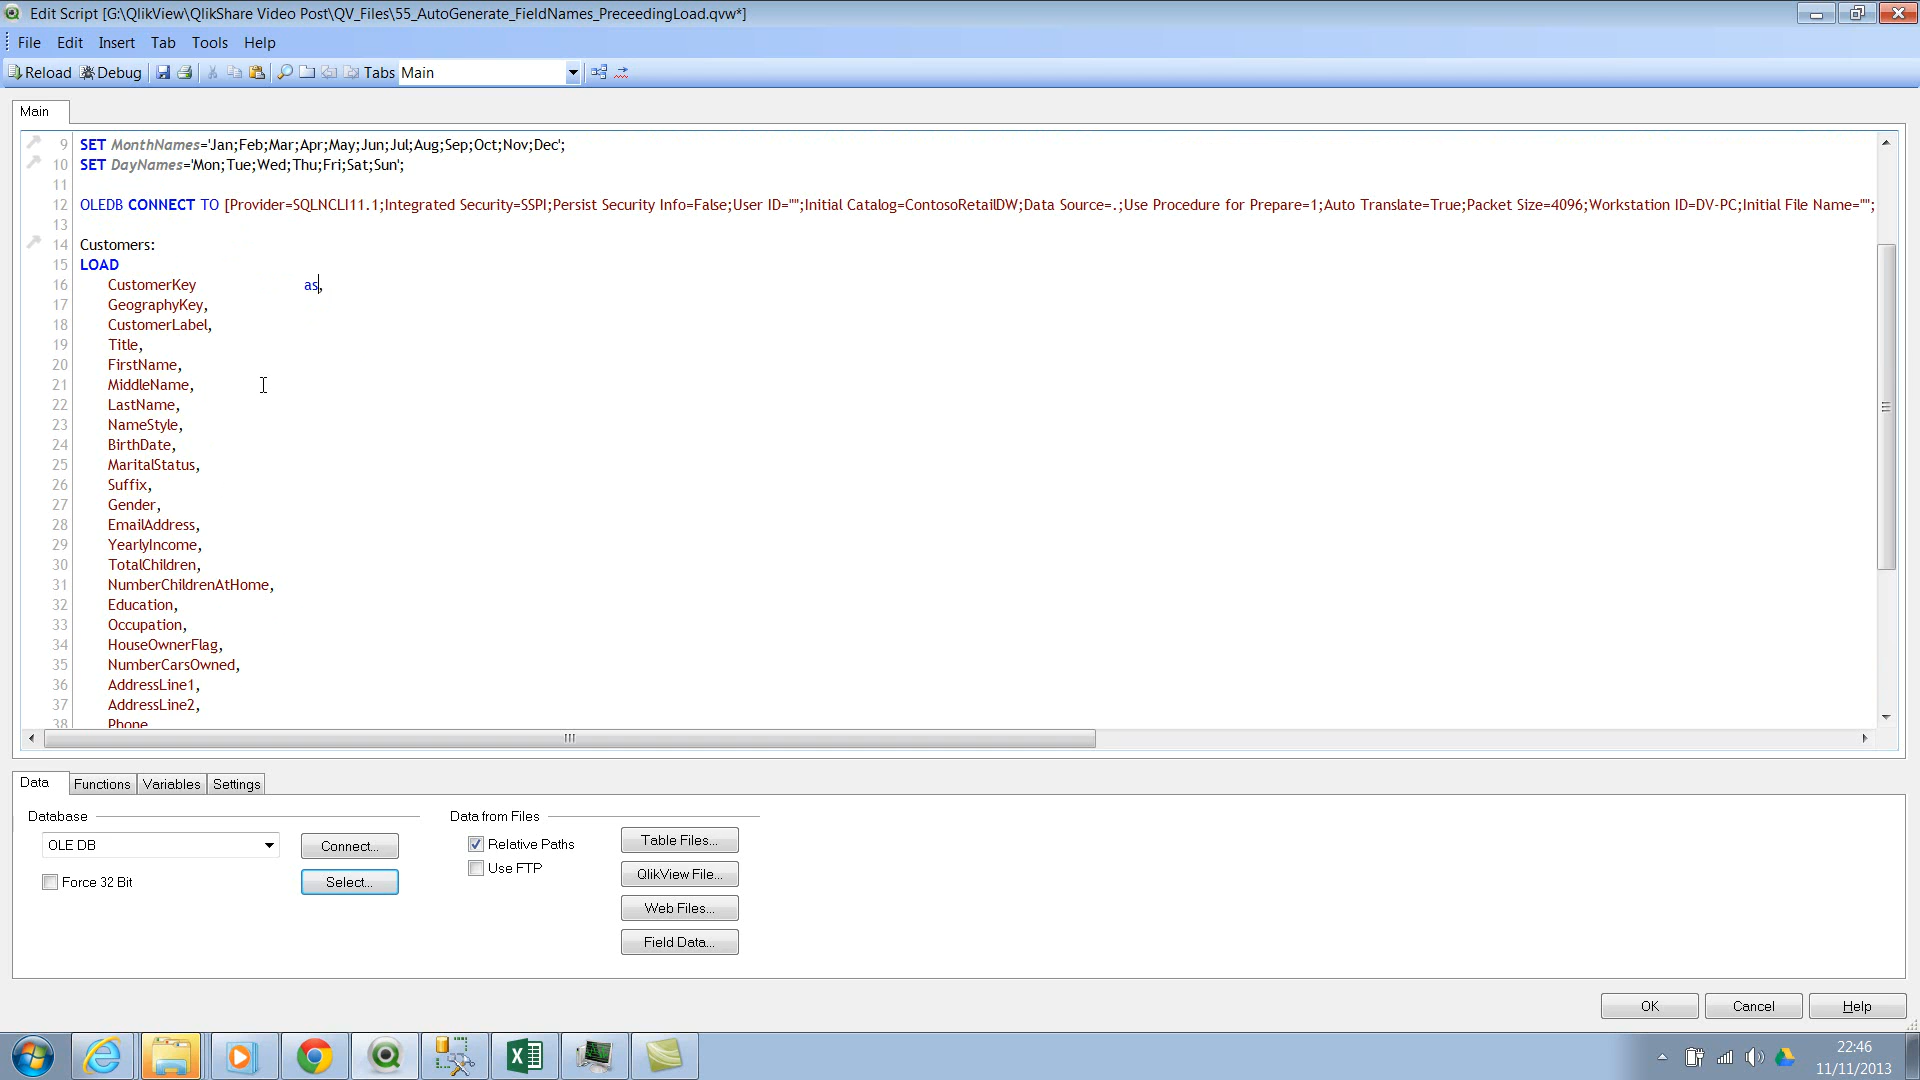 Edit Script [G:\QlikView\QlikShare Video Post\QV_Files\55_AutoGenerate_FieldNames_PreceedingLoad.qvw*]
File Edit Insert Tab Tools Help
Reload Debug Tabs Main
Main
9 SET MonthNames='Jan;Feb;Mar;Apr;May;Jun;Jul;Aug;Sep;Oct;Nov;Dec';
10 SET DayNames='Mon;Tue;Wed;Thu;Fri;Sat;Sun';
11
12 OLEDB CONNECT TO [Provider=SQLNCLI11.1;Integrated Security=SSPI;Persist Security Info=False;User ID="";Initial Catalog=ContosoRetailDW;Data Source=.;Use Procedure for Prepare=1;Auto Translate=True;Packet Size=4096;Workstation ID=DV-PC;Initial File Name="";
13
14 Customers:
15 LOAD
16 CustomerKey as,
17 GeographyKey,
18 CustomerLabel,
19 Title,
20 FirstName,
21 MiddleName,
22 LastName,
23 NameStyle,
24 BirthDate,
25 MaritalStatus,
26 Suffix,
27 Gender,
28 EmailAddress,
29 YearlyIncome,
30 TotalChildren,
31 NumberChildrenAtHome,
32 Education,
33 Occupation,
34 HouseOwnerFlag,
35 NumberCarsOwned,
36 AddressLine1,
37 AddressLine2,
38 Phone
Data Functions Variables Settings
Database
OLE DB
Connect...
Force 32 Bit
Select...
Data from Files
Relative Paths
Use FTP
Table Files...
QlikView File...
Web Files...
Field Data...
OK Cancel Help
22:46
11/11/2013